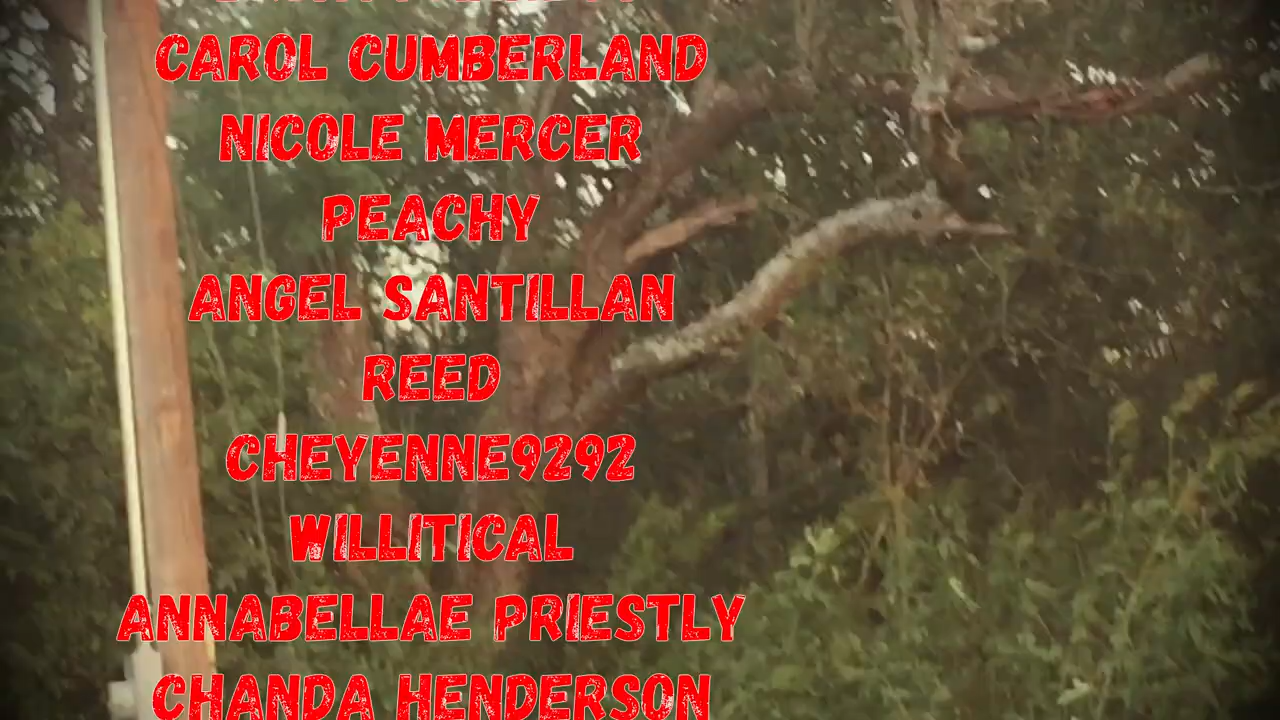 CAROL CUMBERLAND
NICOLE MERCER
PEACHY
ANGEL SANTILLAN
REED
CHEYENNE9292
WILLITICAL
ANNABELLAE PRIESTLY
CHANDA HENDERSON